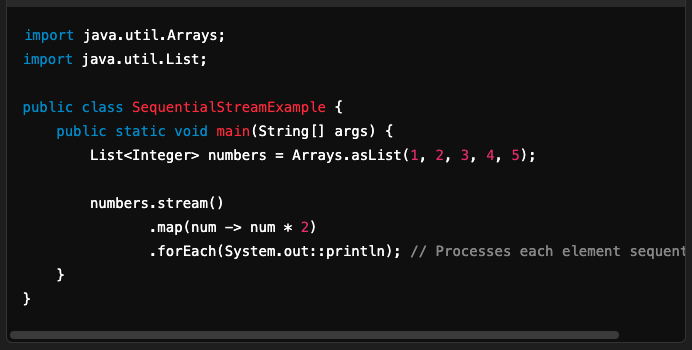 import java.util.Arrays;
import java.util.List;
public class SequentialStreamExample {
    public static void main(String[] args) {
        List<Integer> numbers = Arrays.asList(1, 2, 3, 4, 5);
        numbers.stream()
               .map(num -> num * 2)
               .forEach(System.out::println); // Processes each element sequent
    }
}